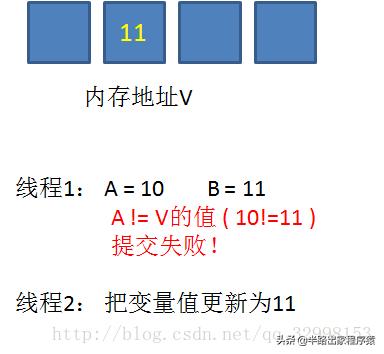 11
内存地址V
线程1： A = 10 B = 11
A != V的值 ( 10!=11 )
提交失败！
线程2： 把变量值更新为11
http://blog.csdn.net/qq_32998153
头条 @半路出家程序猿